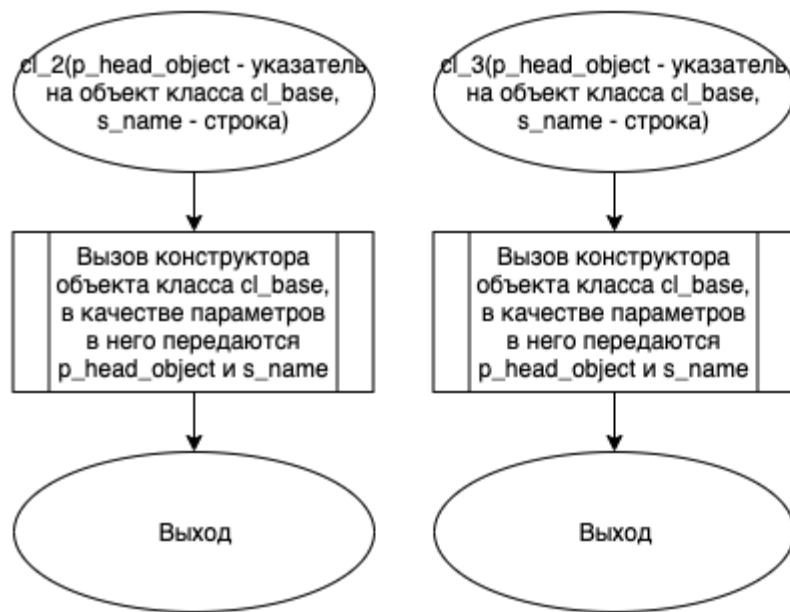 cl_2(p_head_object - указатель
на объект класса cl_base,
s_name - строка)
Вызов конструктора
объекта класса cl_base,
в качестве параметров
в него передаются
p_head_object и s_name
Выход
cl_3(p_head_object - указатель
на объект класса cl_base,
s_name - строка)
Вызов конструктора
объекта класса cl_base,
в качестве параметров
в него передаются
p_head_object и s_name
Выход